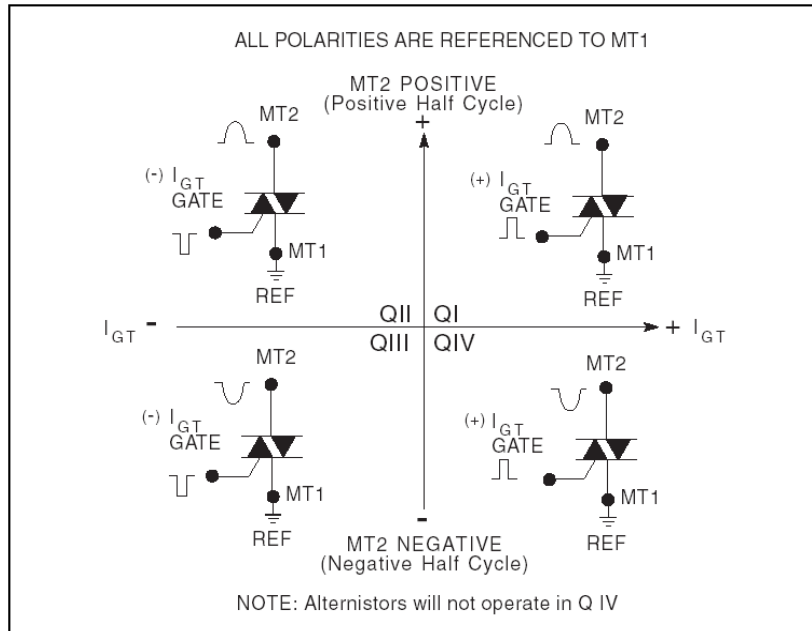 ALL POLARITIES ARE REFERENCED TO MT1
MT2 POSITIVE
(Positive Half Cycle)
+
MT2
(-) IGT
GATE
MT1
REF
MT2
(+) IGT
GATE
MT1
REF
IGT -
QII QI
+ IGT
QIII QIV
MT2
(-) IGT
GATE
MT1
REF
MT2
(+) IGT
GATE
MT1
REF
-
MT2 NEGATIVE
(Negative Half Cycle)
NOTE: Alternistors will not operate in Q IV